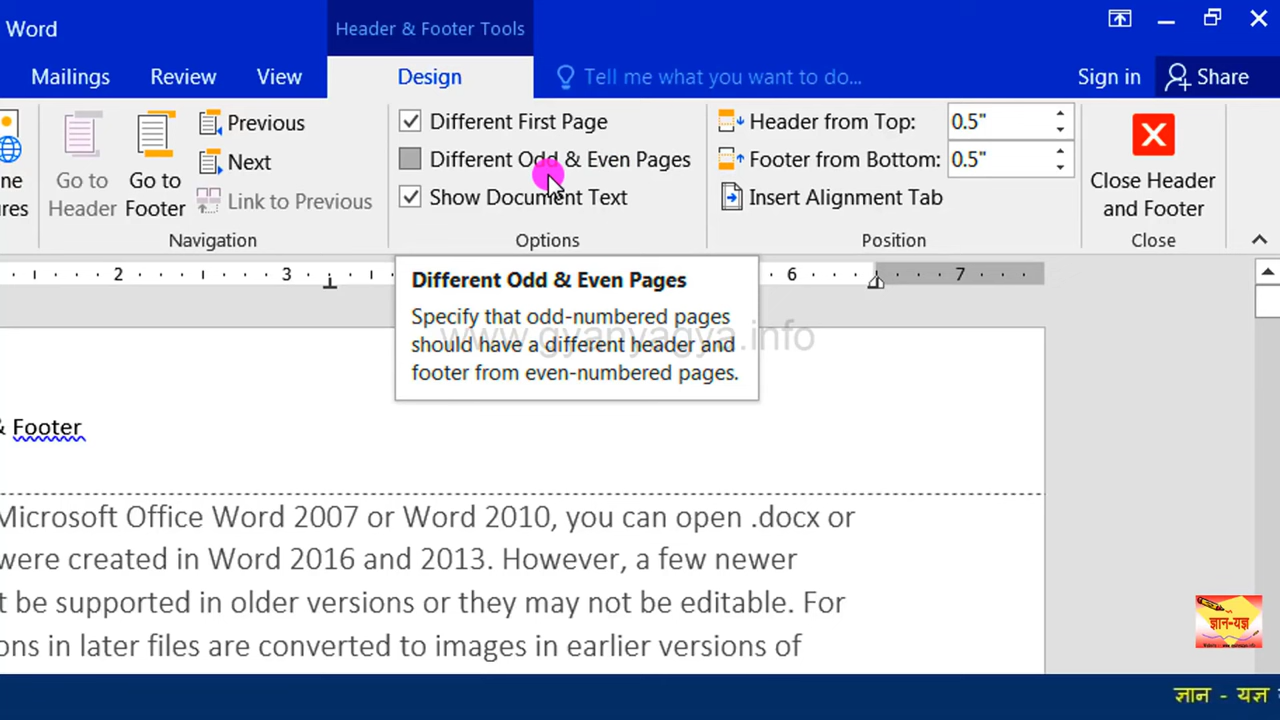 Word
Header & Footer Tools
Mailings
Review
View
Design
Tell me what you want to do...
Sign in
Share
ne
res
Go to
Header
Go to
Footer
Previous
Next
Link to Previous
Navigation
Different First Page
Different Odd & Even Pages
Show Document Text
Options
Header from Top: 0.5"
Footer from Bottom: 0.5"
Insert Alignment Tab
Position
Close Header
and Footer
Close
2 3 6 7
Different Odd & Even Pages
Specify that odd-numbered pages
should have a different header and
footer from even-numbered pages.
www.gyanyagya.info
& Footer
Microsoft Office Word 2007 or Word 2010, you can open .docx or
were created in Word 2016 and 2013. However, a few newer
t be supported in older versions or they may not be editable. For
ons in later files are converted to images in earlier versions of
ज्ञान-यज्ञ
ज्ञान - यज्ञ